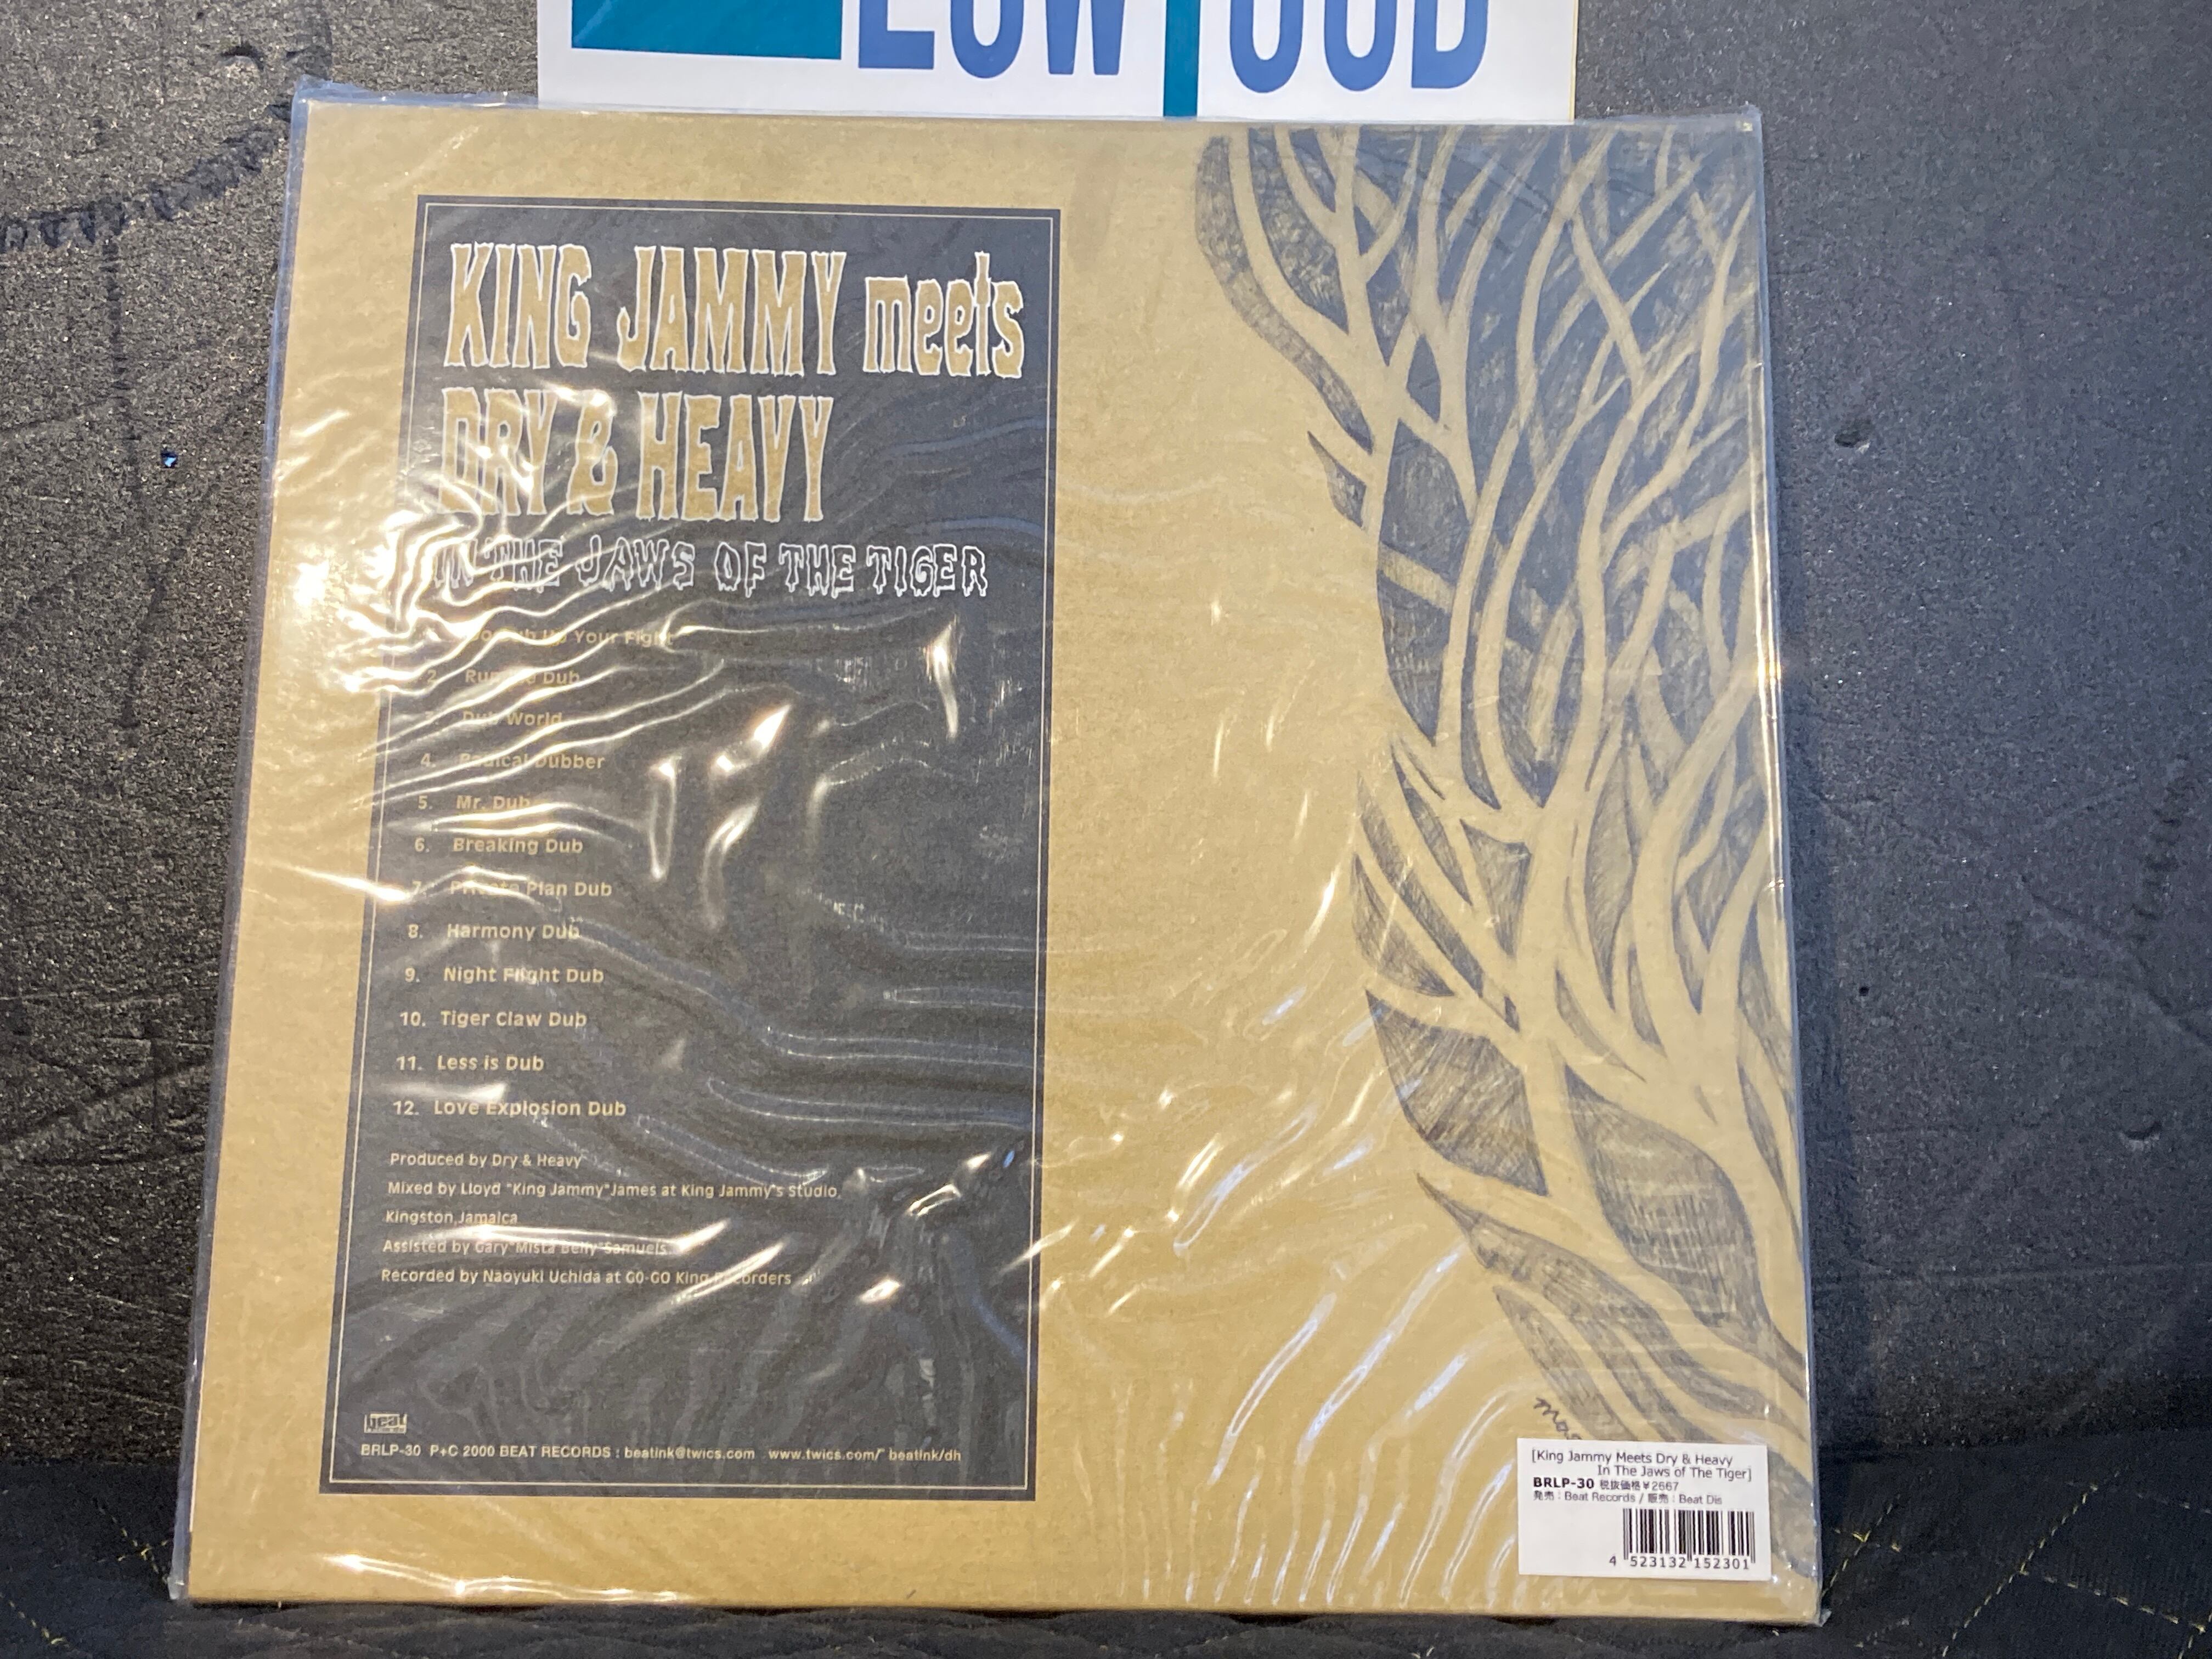 KING JAMMY meets
DRY & HEAVY
IN THE JAWS OF THE TIGER
Dub Up Your Fight
2. Dub
3. Dub World
4. Radical Dubber
5. Mr. Dub
6. Breaking Dub
7. Private Plan Dub
8. Harmony Dub
9. Night Flight Dub
10. Tiger Claw Dub
11. Less is Dub
12. Love Explosion Dub
Produced by Dry & Heavy
Mixed by Lloyd "King Jammy"James at King Jammy's Studio,
Kingston,Jamaica
Assisted by Gary"Mista Belly"Samuels
Recorded by Naoyuki Uchida at GO-GO King Recorders
beat
BRLP-30 P+C 2000 BEAT RECORDS : beatink@twics.com www.twics.com/~beatink/dh
[King Jammy Meets Dry & Heavy
In The Jaws of The Tiger]
BRLP-30 税抜価格¥2667
発売:Beat Records / 販売:Beat Dis
4 523132 152301